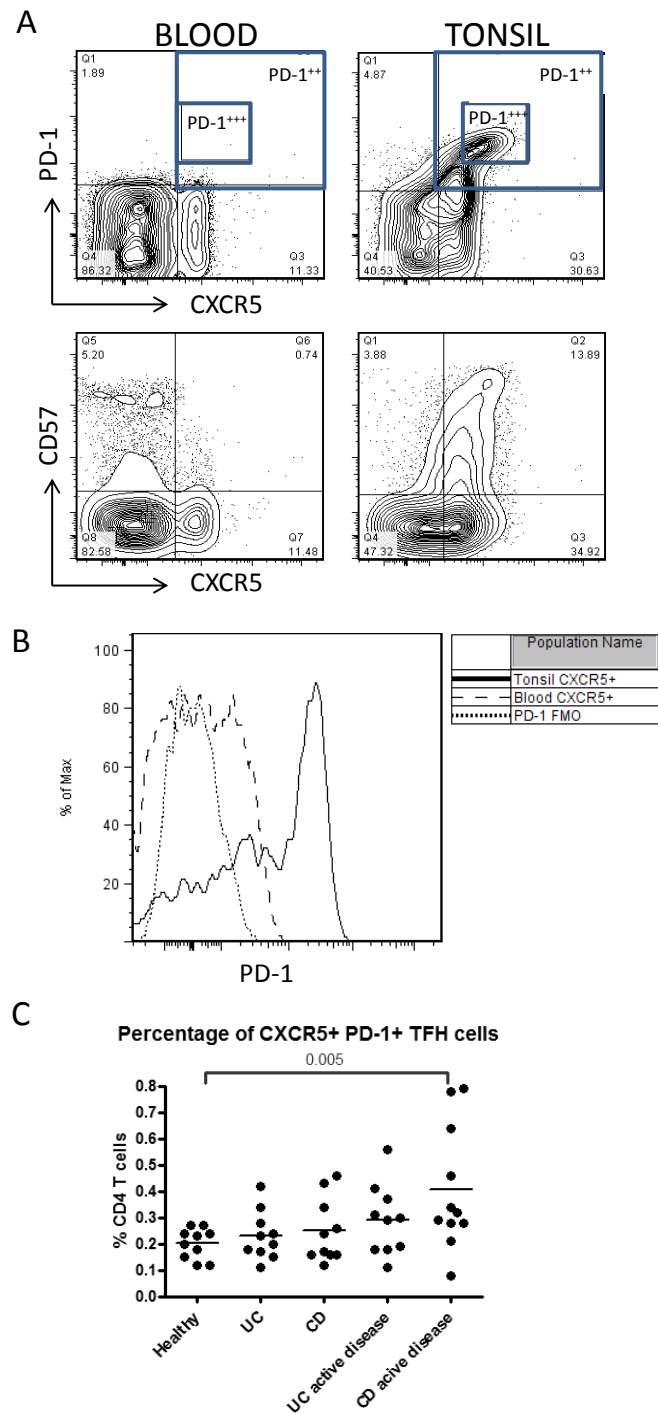 A
BLOOD
TONSIL
Q1
1.89
PD-1++
PD-1+++
Q4
86.32
Q3
11.33
Q1
4.87
PD-1++
PD-1+++
Q4
40.53
Q3
30.63
PD-1
CXCR5
Q5
5.20
Q6
0.74
Q8
82.58
Q7
11.48
Q1
3.88
Q2
13.89
Q4
47.32
Q3
34.92
CD57
CXCR5
B
100
80
60
40
20
% of Max
PD-1
Population Name
Tonsil CXCR5+
Blood CXCR5+
PD-1 FMO
C
Percentage of CXCR5+ PD-1+ TFH cells
0.005
0.8
0.7
0.6
0.5
0.4
0.3
0.2
0.1
0.0
% CD4 T cells
Healthy
UC
CD
UC active disease
CD acive disease